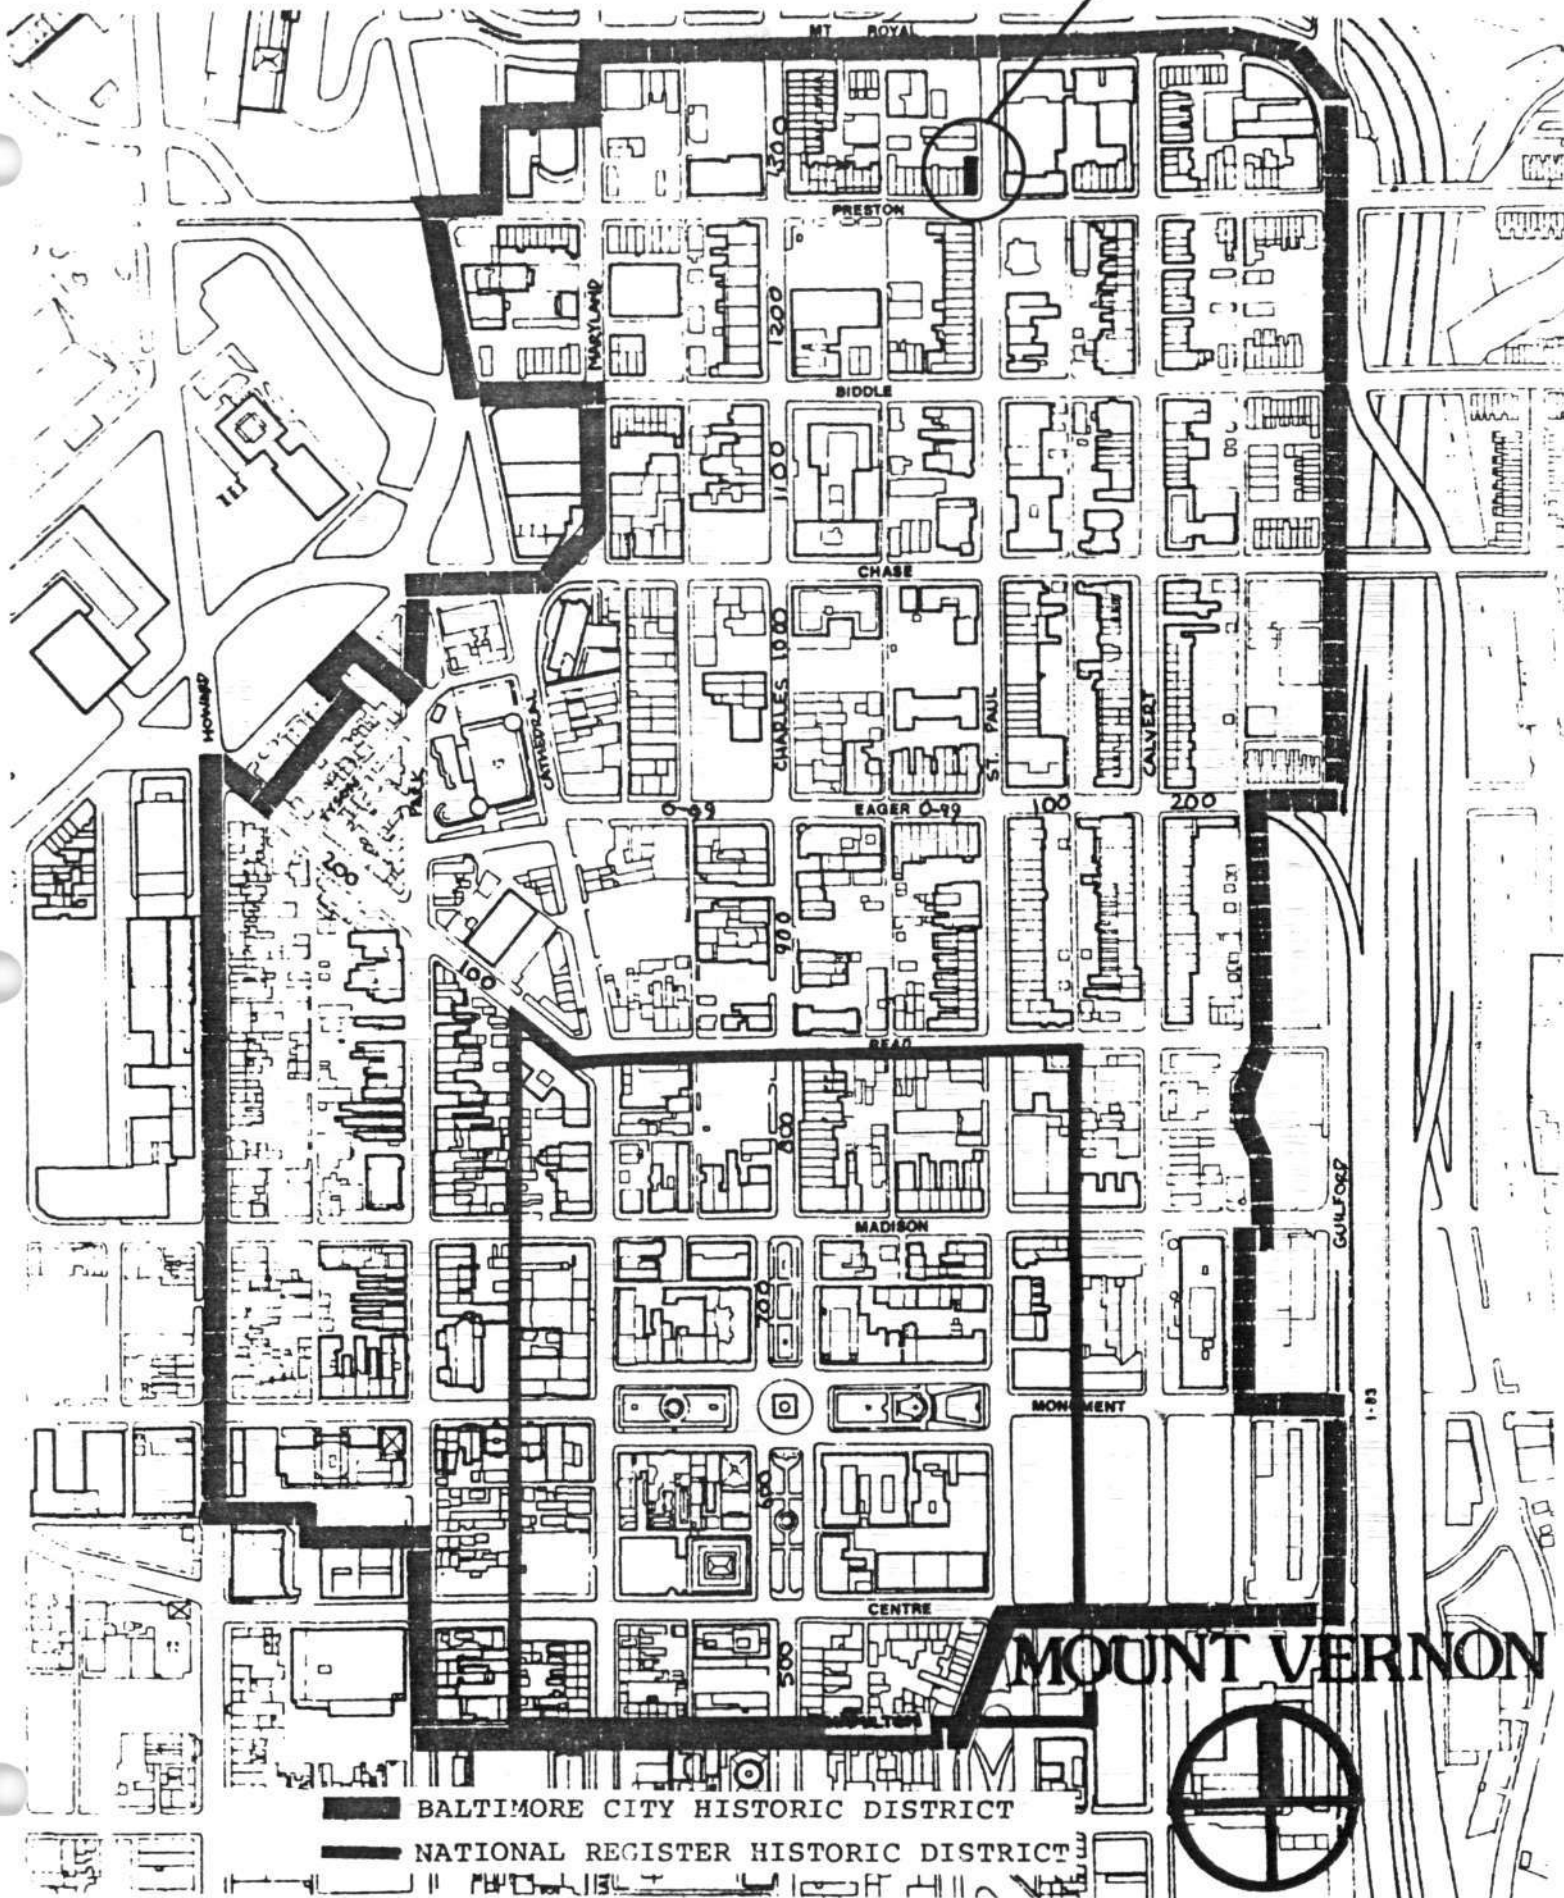 MT ROYAL
1300
PRESTON
MARYLAND
1200
BIDDLE
1100
CHASE
HOWARD
CATHEDRAL
CHARLES 1000
ST. PAUL
CALVERT
TYSON
PARK
0-99
EAGER 0-99
100
200
200
900
100
READ
800
MADISON
GUILFORD
700
MONUMENT
I-83
600
CENTRE
500
MOUNT VERNON
HAMILTON
BALTIMORE CITY HISTORIC DISTRICT
NATIONAL REGISTER HISTORIC DISTRICT